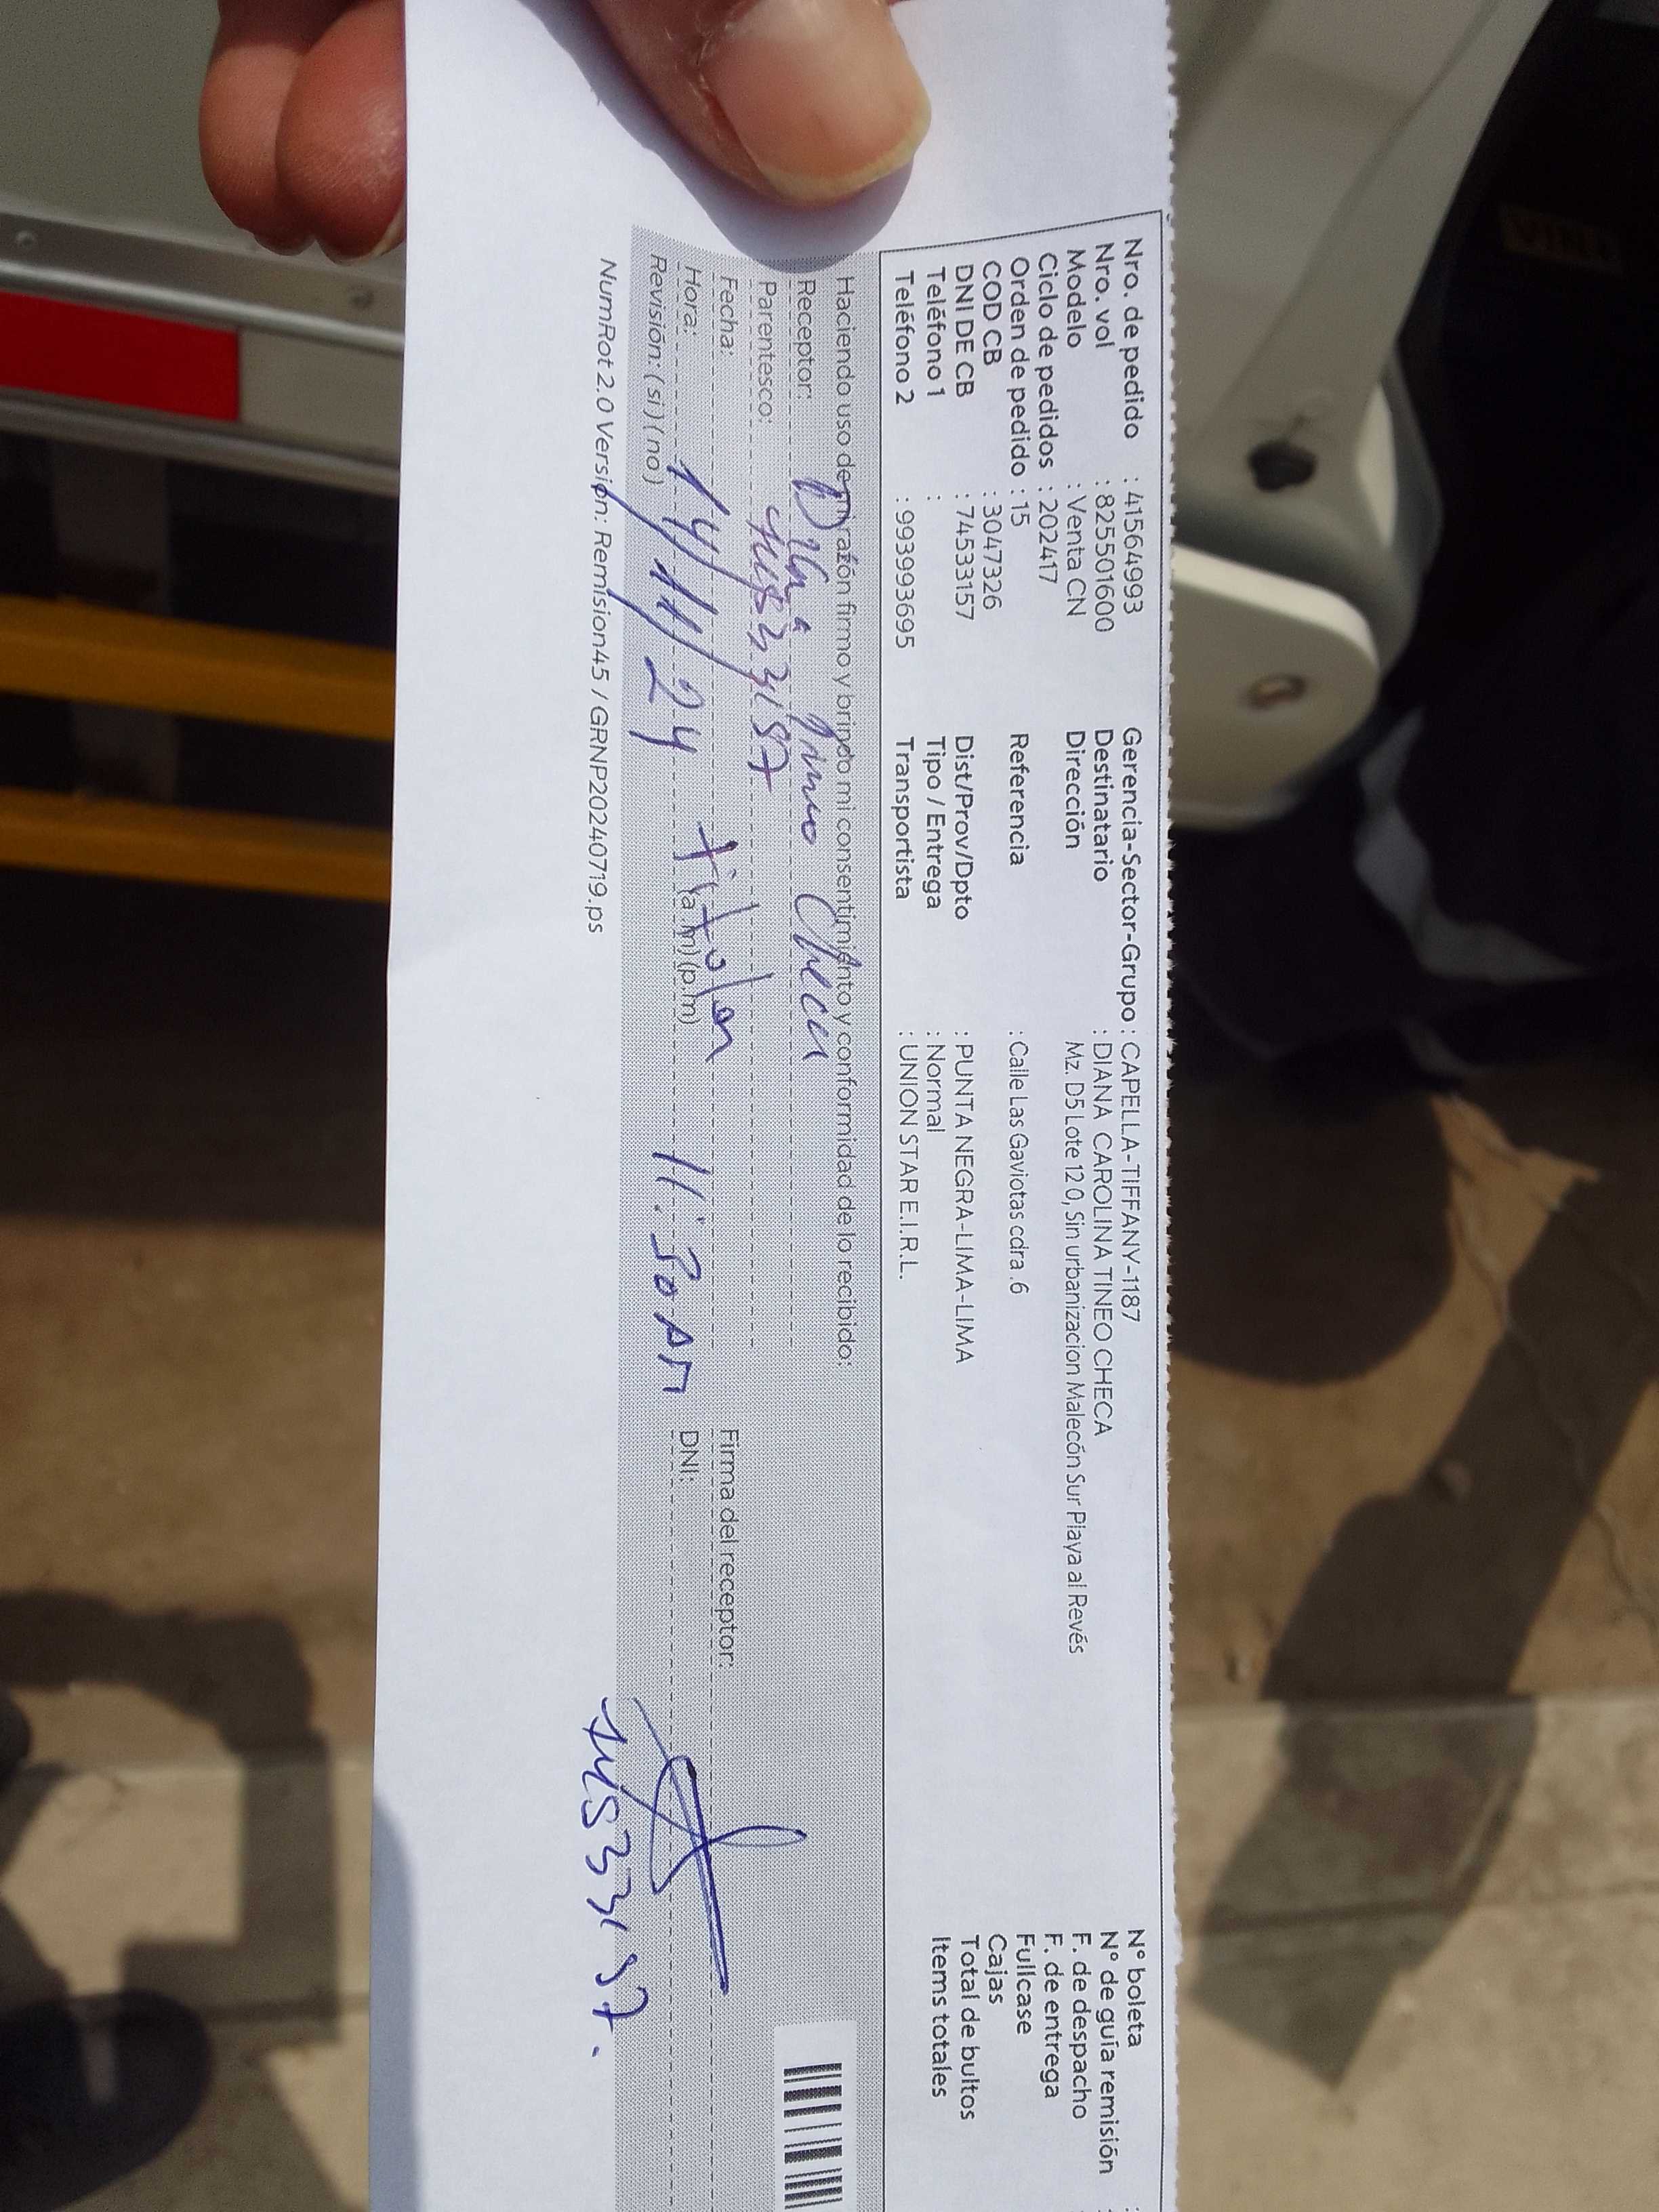 Nro. de pedido : 41564993
Nro. vol : 8255501600
Modelo : Venta CN
Ciclo de pedidos : 202417
Orden de pedido : 15
COD CB : 3047326
DNI DE CB : 74533157
Teléfono 1 :
Teléfono 2 : 993993695
Gerencia-Sector-Grupo : CAPELLA-TIFFANY-1187
Destinatario : DIANA CAROLINA TINEO CHECA
Dirección Mz. D5 Lote 12 0, Sin urbanizacion Malecón Sur Playa al Revés
Referencia : Calle Las Gaviotas cdra .6
Dist/Prov/Dpto : PUNTA NEGRA-LIMA-LIMA
Tipo / Entrega : Normal
Transportista : UNION STAR E.I.R.L.
N° boleta :
N° de guía remisión :
F. de despacho
F. de entrega
Fullcase
Cajas
Total de bultos
Items totales
Haciendo uso de razón firmo y brindo mi consentimiento y conformidad de lo recibido:
Receptor: Diana Tineo Checa
Parentesco: 74533157
Fecha: titular
Hora: 14/11/24 (a.m) (p.m) 11:30 AM
Revisión: (si) (no)
Firma del receptor:
DNI: 74533157.
NumRot 2.0 Versión: Remision45 / GRNP20240719.ps